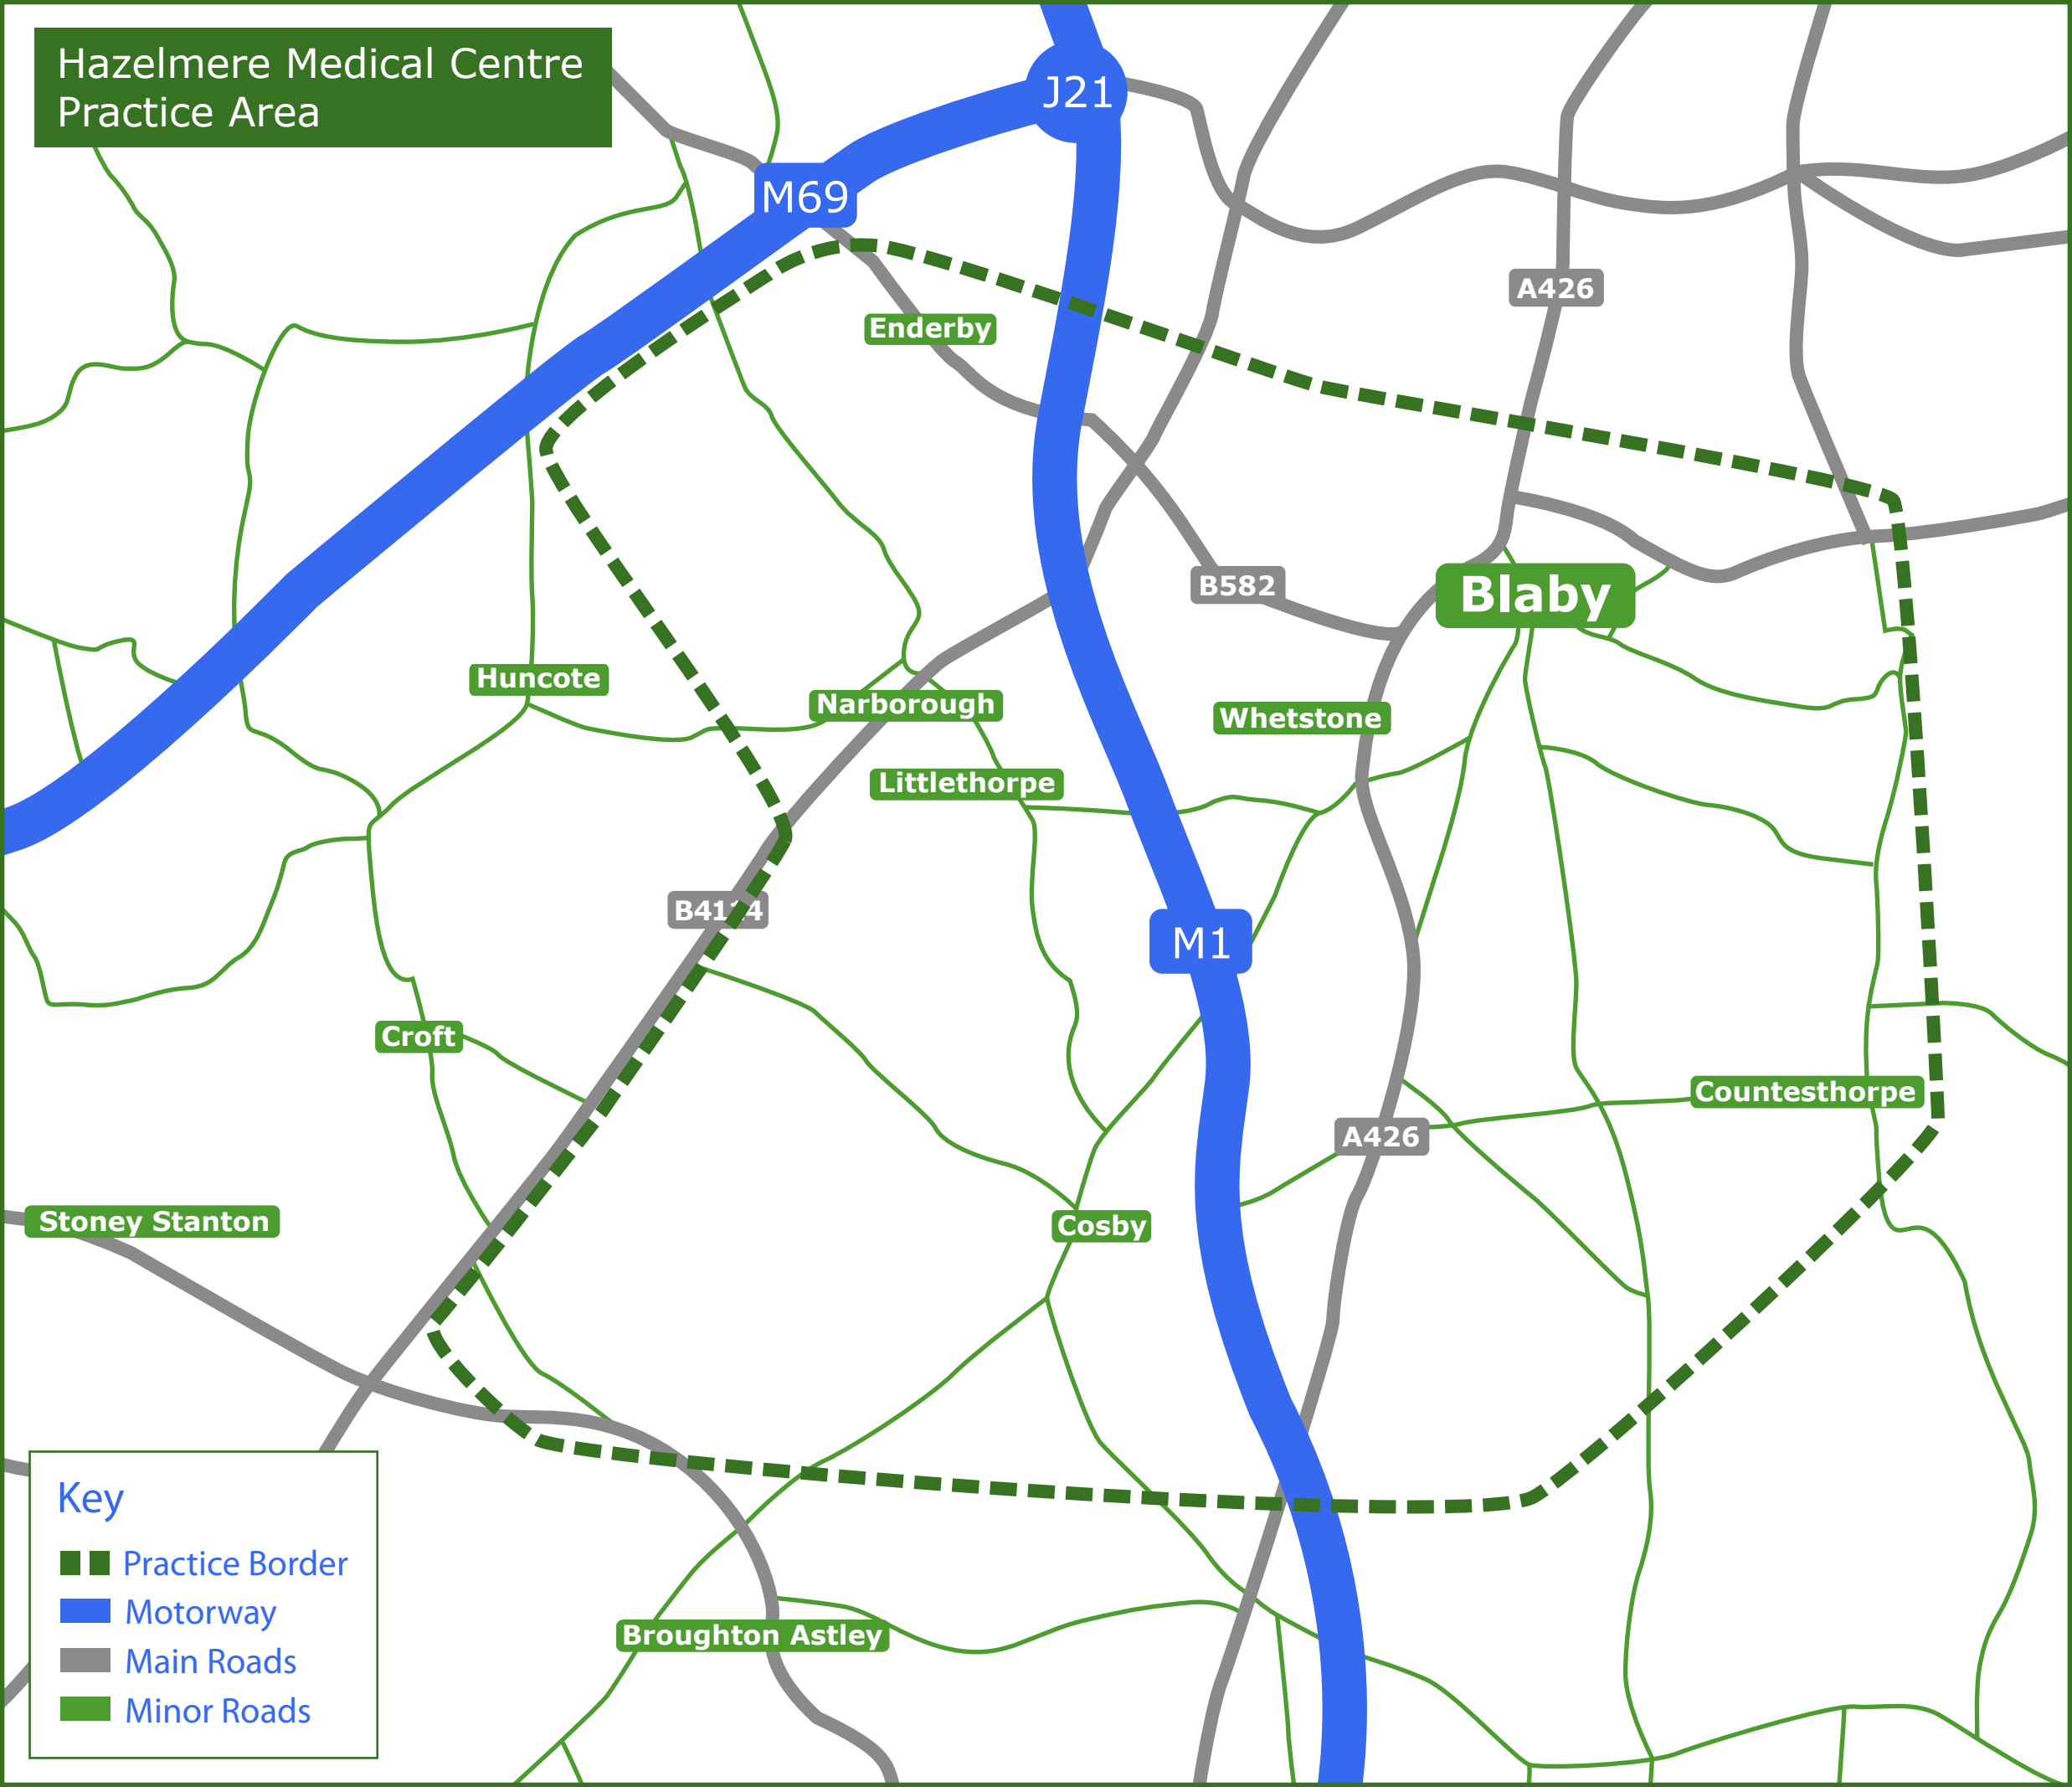 Hazelmere Medical Centre
Practice Area
J21
M69
A426
Enderby
B582
Blaby
Huncote
Narborough
Whetstone
Littlethorpe
M1
Croft
Countesthorpe
A426
Stoney Stanton
Cosby
Broughton Astley
Key
Practice Border
Motorway
Main Roads
Minor Roads